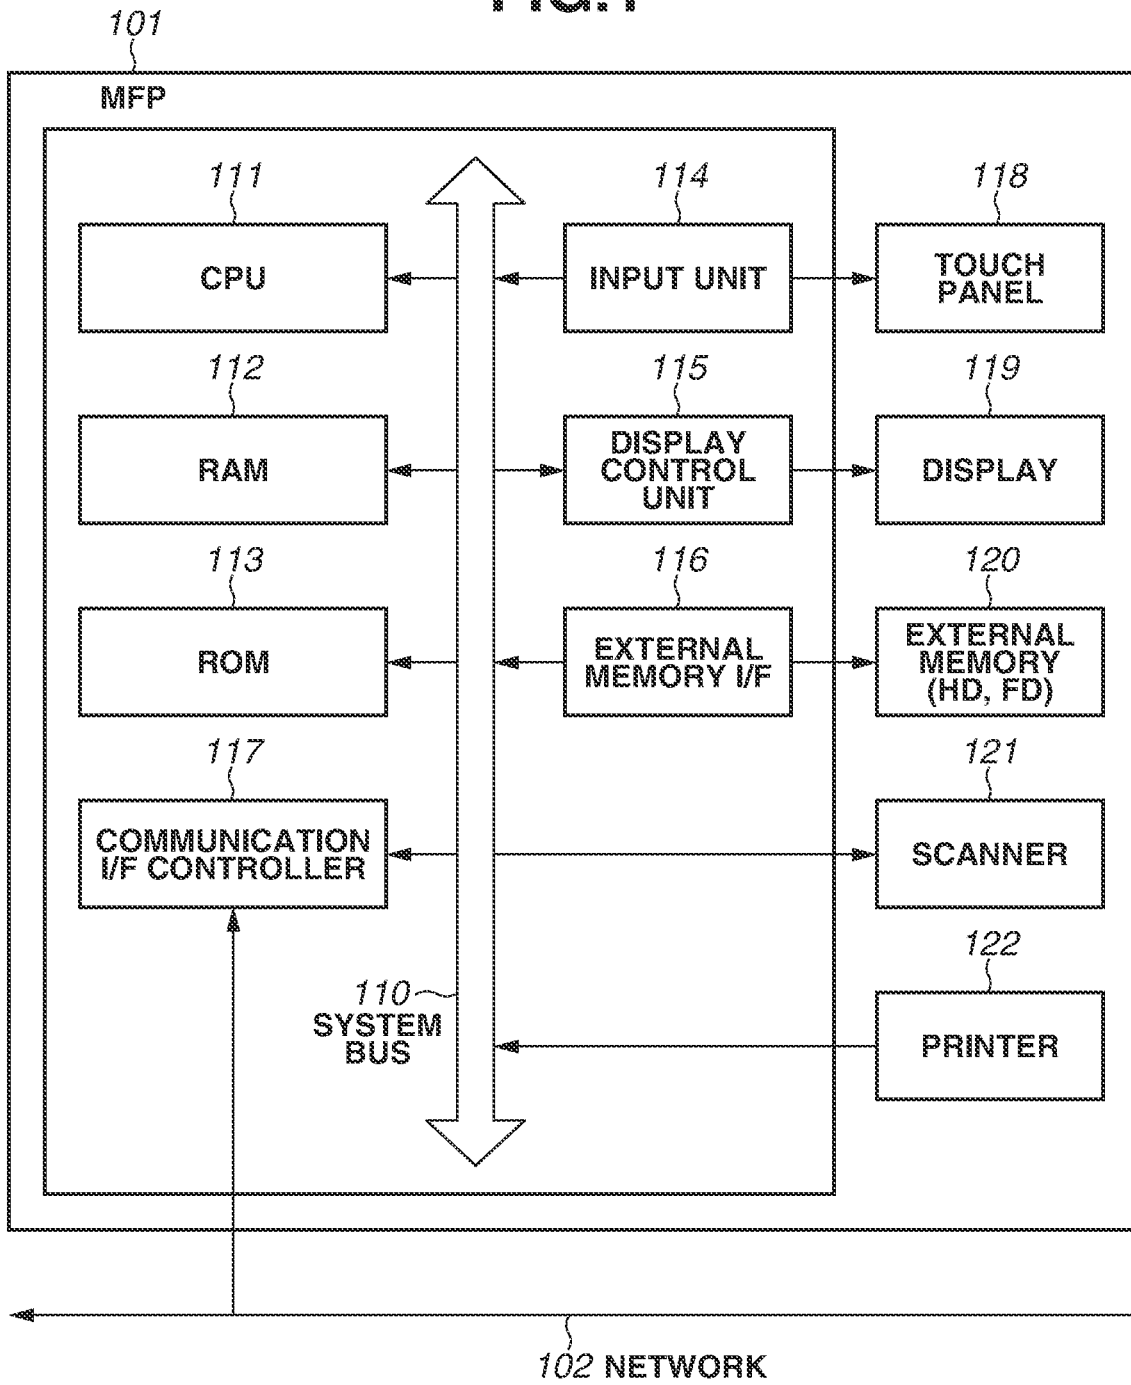 FIG.1
101
MFP
111
114
118
CPU
INPUT UNIT
TOUCH
PANEL
112
115
119
RAM
DISPLAY
CONTROL
UNIT
DISPLAY
113
116
120
ROM
EXTERNAL
MEMORY I/F
EXTERNAL
MEMORY
(HD, FD)
117
121
COMMUNICATION
I/F CONTROLLER
SCANNER
122
110
SYSTEM
BUS
PRINTER
102 NETWORK